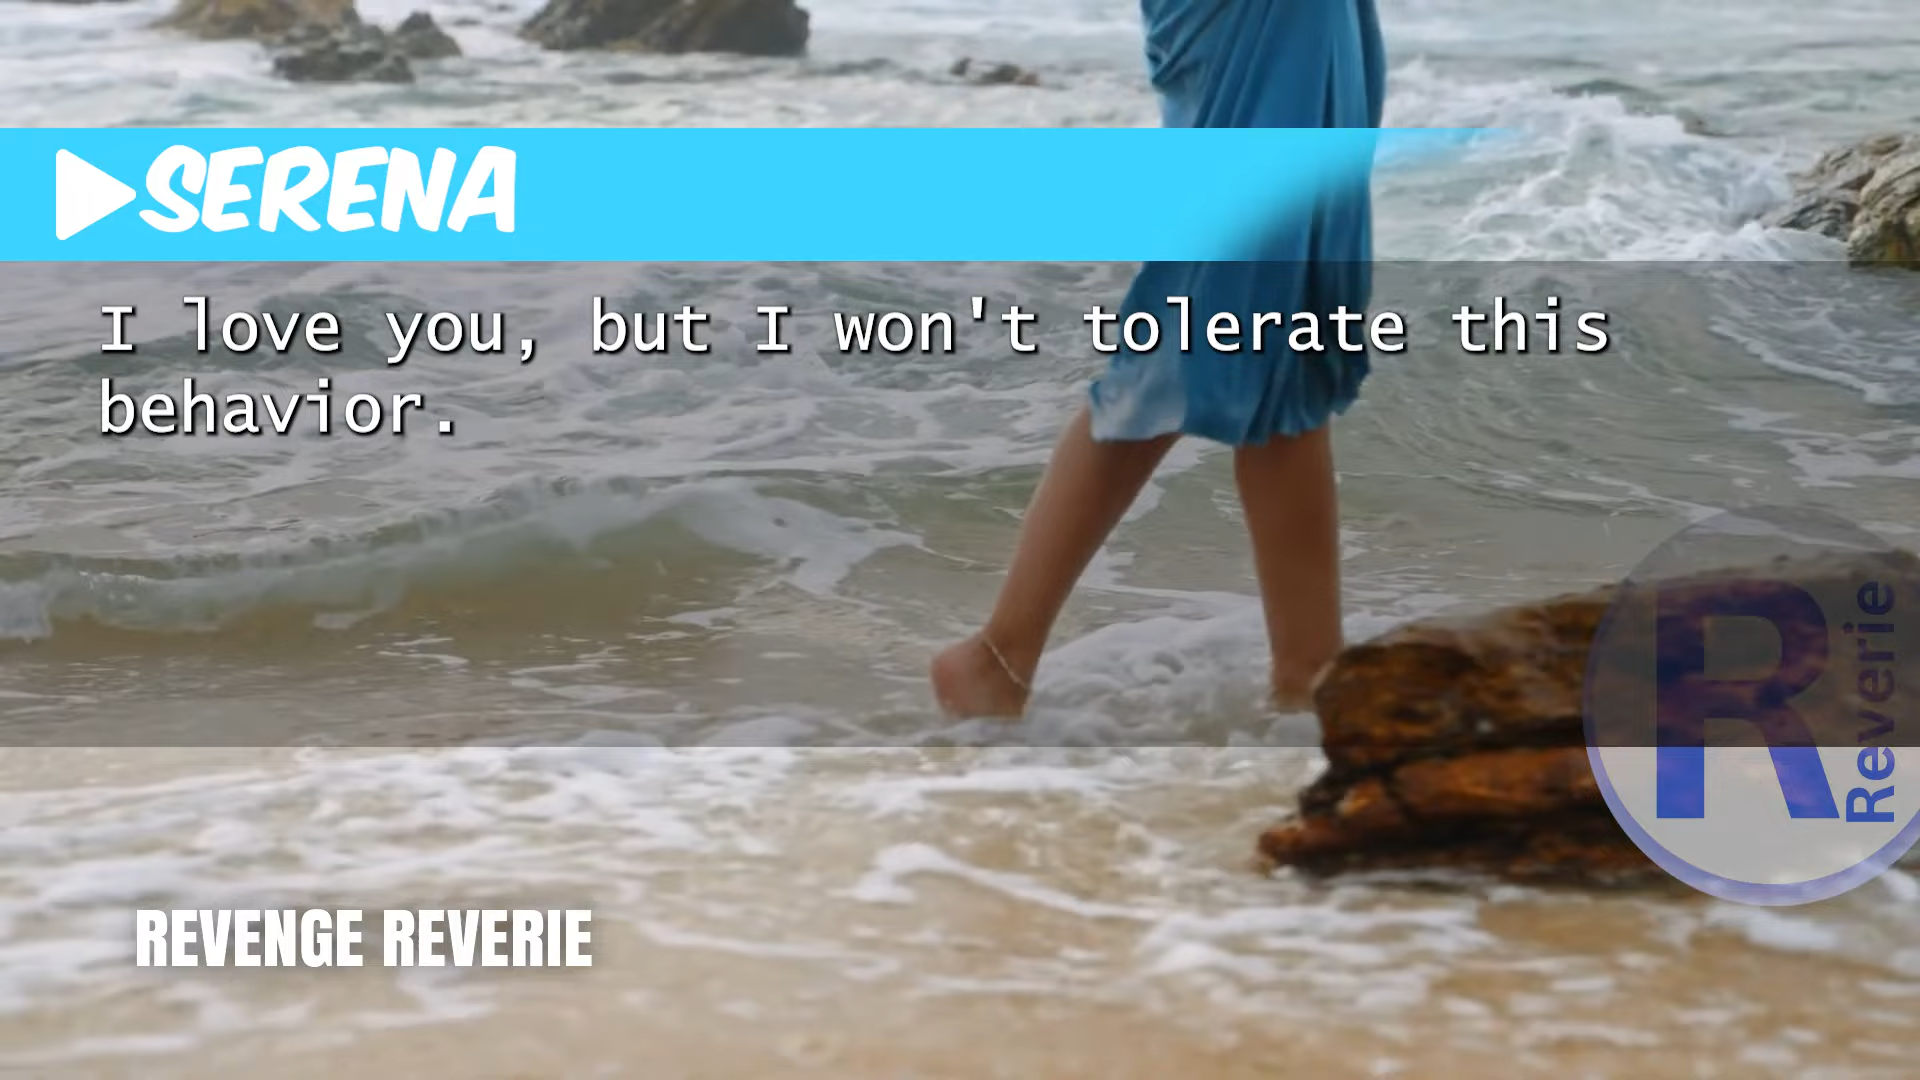 SERENA
I love you, but I won't tolerate this
behavior.
R
Reverie
REVENGE REVERIE